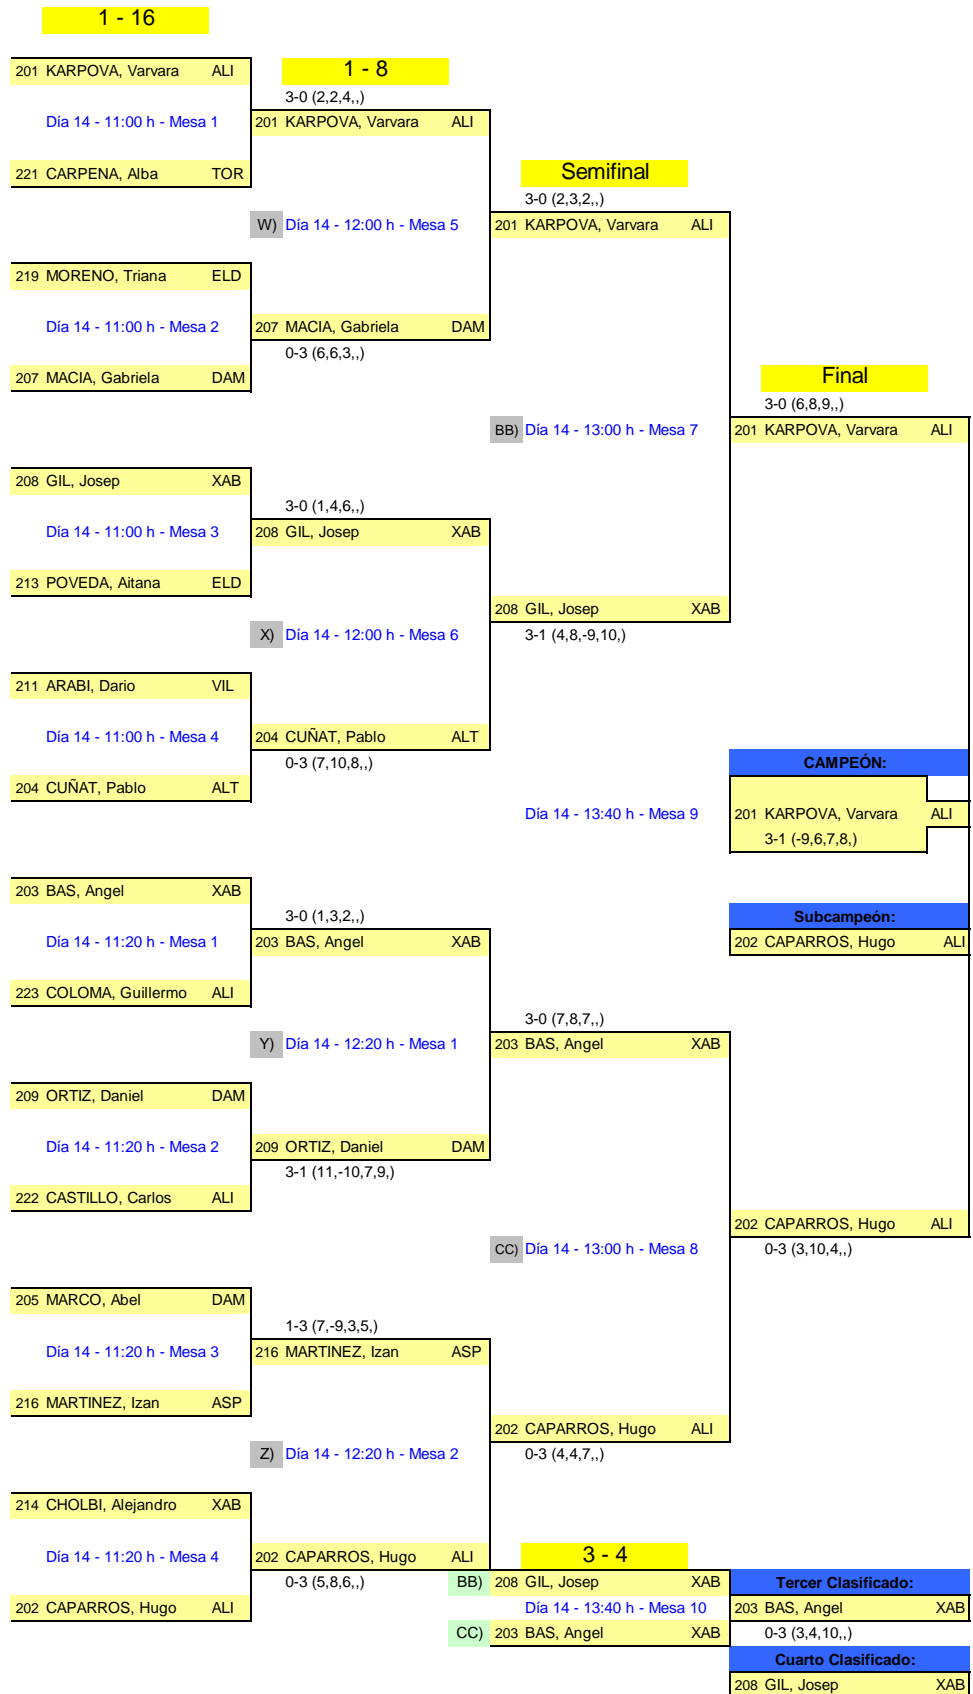 1 - 16
201 KARPOVA, Varvara ALI
1 - 8
3-0 (2,2,4,,)
Día 14 - 11:00 h - Mesa 1
201 KARPOVA, Varvara ALI
221 CARPENA, Alba TOR
Semifinal
3-0 (2,3,2,,)
W) Día 14 - 12:00 h - Mesa 5
201 KARPOVA, Varvara ALI
219 MORENO, Triana ELD
Día 14 - 11:00 h - Mesa 2
207 MACIA, Gabriela DAM
0-3 (6,6,3,,)
207 MACIA, Gabriela DAM
Final
3-0 (6,8,9,,)
BB) Día 14 - 13:00 h - Mesa 7
201 KARPOVA, Varvara ALI
208 GIL, Josep XAB
3-0 (1,4,6,,)
Día 14 - 11:00 h - Mesa 3
208 GIL, Josep XAB
213 POVEDA, Aitana ELD
208 GIL, Josep XAB
X) Día 14 - 12:00 h - Mesa 6
3-1 (4,8,-9,10,)
211 ARABI, Dario VIL
Día 14 - 11:00 h - Mesa 4
204 CUÑAT, Pablo ALT
0-3 (7,10,8,,)
CAMPEÓN:
204 CUÑAT, Pablo ALT
Día 14 - 13:40 h - Mesa 9
201 KARPOVA, Varvara ALI
3-1 (-9,6,7,8,)
203 BAS, Angel XAB
3-0 (1,3,2,,)
Subcampeón:
Día 14 - 11:20 h - Mesa 1
203 BAS, Angel XAB
202 CAPARROS, Hugo ALI
223 COLOMA, Guillermo ALI
3-0 (7,8,7,,)
Y) Día 14 - 12:20 h - Mesa 1
203 BAS, Angel XAB
209 ORTIZ, Daniel DAM
Día 14 - 11:20 h - Mesa 2
209 ORTIZ, Daniel DAM
3-1 (11,-10,7,9,)
222 CASTILLO, Carlos ALI
202 CAPARROS, Hugo ALI
CC) Día 14 - 13:00 h - Mesa 8
0-3 (3,10,4,,)
205 MARCO, Abel DAM
1-3 (7,-9,3,5,)
Día 14 - 11:20 h - Mesa 3
216 MARTINEZ, Izan ASP
216 MARTINEZ, Izan ASP
202 CAPARROS, Hugo ALI
Z) Día 14 - 12:20 h - Mesa 2
0-3 (4,4,7,,)
214 CHOLBI, Alejandro XAB
Día 14 - 11:20 h - Mesa 4
202 CAPARROS, Hugo ALI
3 - 4
0-3 (5,8,6,,)
BB) 208 GIL, Josep XAB
Tercer Clasificado:
202 CAPARROS, Hugo ALI
Día 14 - 13:40 h - Mesa 10
203 BAS, Angel XAB
CC) 203 BAS, Angel XAB
0-3 (3,4,10,,)
Cuarto Clasificado:
208 GIL, Josep XAB